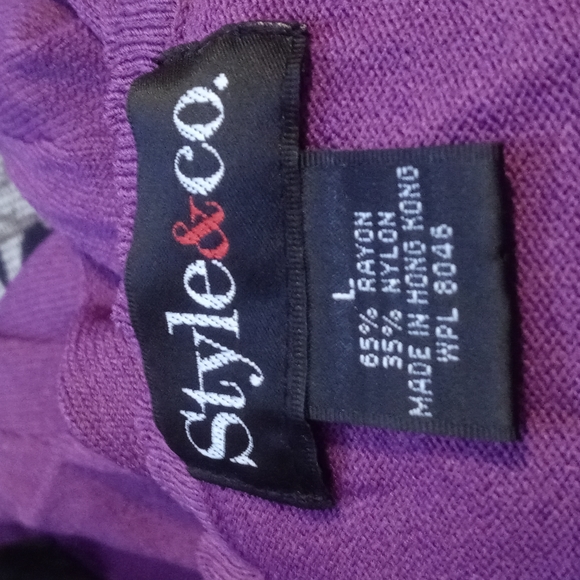 Style&co.
L
65% RAYON
35% NYLON
MADE IN HONG KONG
WPL 8046